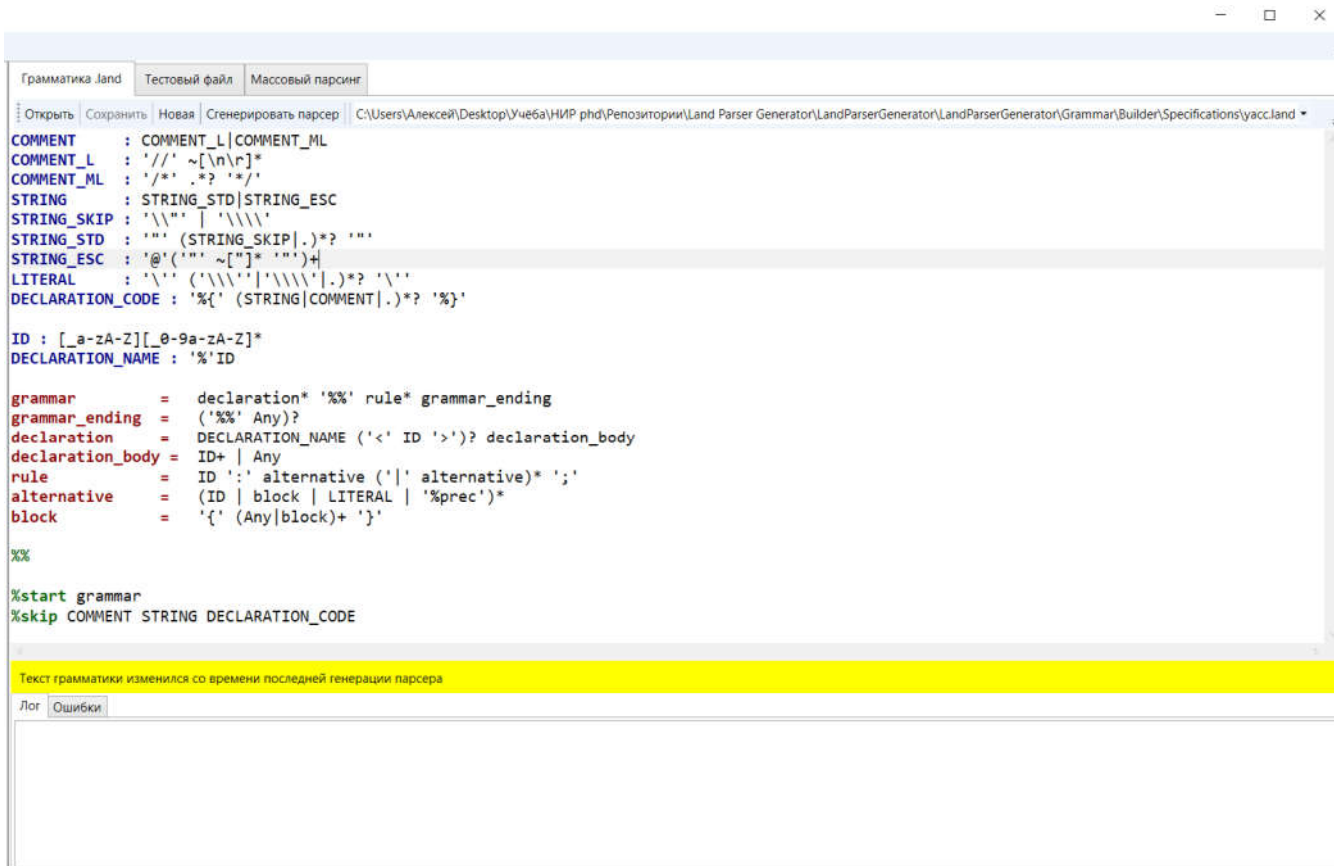 Грамматика .land Тестовый файл Массовый парсинг
Открыть Сохранить Новая Сгенерировать парсер C:\Users\Алексей\Desktop\Учёба\НИР phd\Репозитории\Land Parser Generator\LandParserGenerator\LandParserGenerator\Grammar\Builder\Specifications\yacc.land
COMMENT : COMMENT_L|COMMENT_ML
COMMENT_L : '//' ~[\n\r]*
COMMENT_ML : '/*' .*? '*/'
STRING : STRING_STD|STRING_ESC
STRING_SKIP : '\\"' | '\\\\'
STRING_STD : '"' (STRING_SKIP|.)*? '"'
STRING_ESC : '@'('"' ~["]* '"')+
LITERAL : '\'' ('\\\''|'\\\\'|.)*? '\''
DECLARATION_CODE : '%{' (STRING|COMMENT|.)*? '%}'
ID : [_a-zA-Z][_0-9a-zA-Z]*
DECLARATION_NAME : '%'ID
grammar = declaration* '%%' rule* grammar_ending
grammar_ending = ('%%' Any)?
declaration = DECLARATION_NAME ('<' ID '>')? declaration_body
declaration_body = ID+ | Any
rule = ID ':' alternative ('|' alternative)* ';'
alternative = (ID | block | LITERAL | '%prec')*
block = '{' (Any|block)+ '}'
%%
%start grammar
%skip COMMENT STRING DECLARATION_CODE
Текст грамматики изменился со времени последней генерации парсера
Лог Ошибки